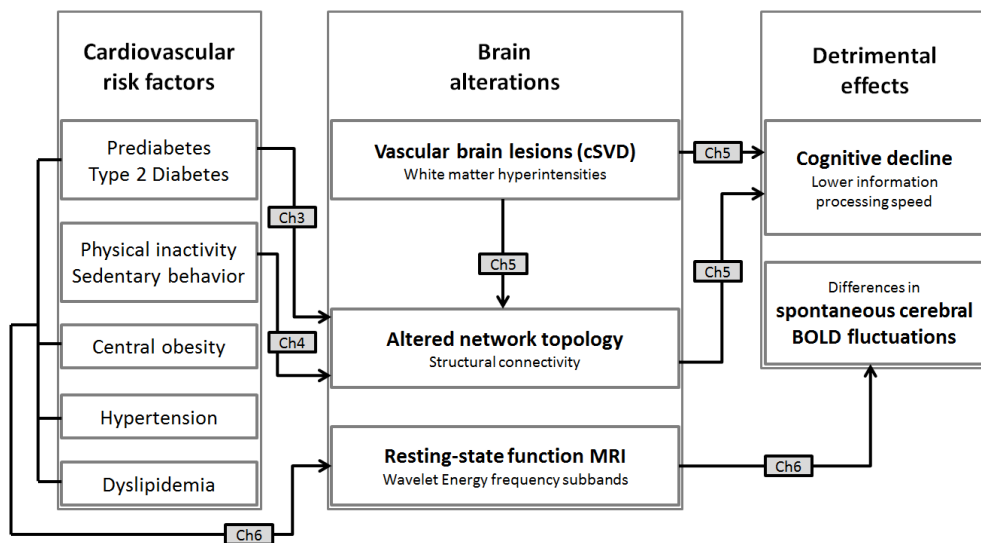 Cardiovascular
risk factors
Prediabetes
Type 2 Diabetes
Physical inactivity
Sedentary behavior
Central obesity
Hypertension
Dyslipidemia
Ch3
Ch4
Ch6
Brain
alterations
Vascular brain lesions (cSVD)
White matter hyperintensities
Ch5
Altered network topology
Structural connectivity
Resting-state function MRI
Wavelet Energy frequency subbands
Ch5
Ch5
Ch6
Detrimental
effects
Cognitive decline
Lower information
processing speed
Differences in
spontaneous cerebral
BOLD fluctuations